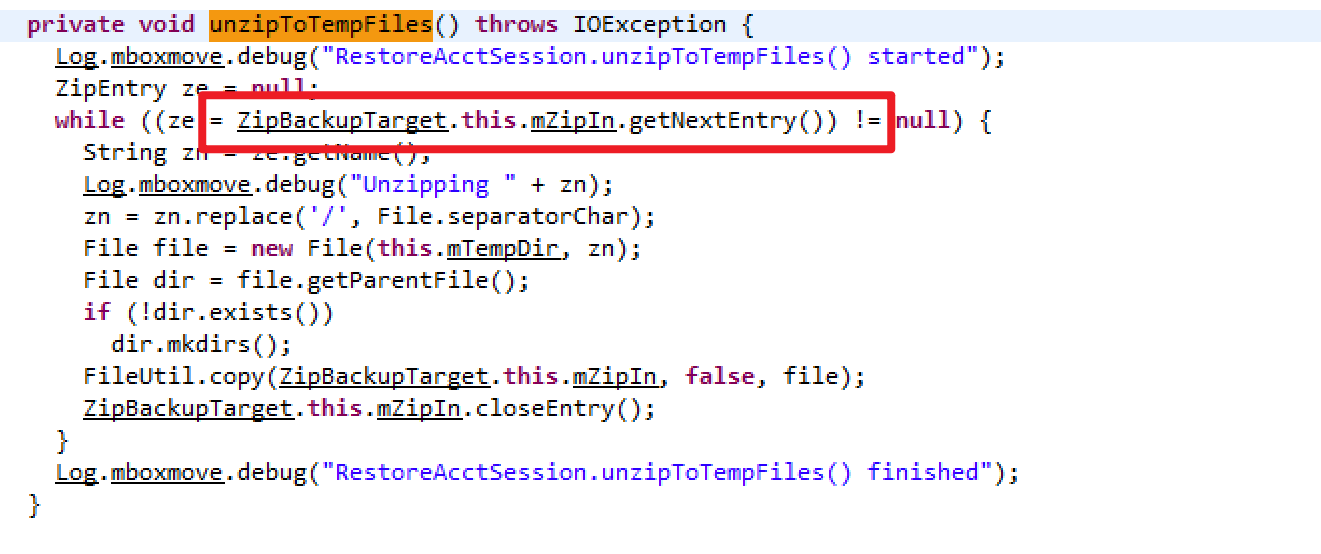 private void unzipToTempFiles() throws IOException {
Log.mboxmove.debug("RestoreAcctSession.unzipToTempFiles() started");
ZipEntry ze = null;
while ((ze = ZipBackupTarget.this.mZipIn.getNextEntry()) != null) {
String zn = ze.getName();
Log.mboxmove.debug("Unzipping " + zn);
zn = zn.replace('/', File.separatorChar);
File file = new File(this.mTempDir, zn);
File dir = file.getParentFile();
if (!dir.exists())
dir.mkdirs();
FileUtil.copy(ZipBackupTarget.this.mZipIn, false, file);
ZipBackupTarget.this.mZipIn.closeEntry();
}
Log.mboxmove.debug("RestoreAcctSession.unzipToTempFiles() finished");
}